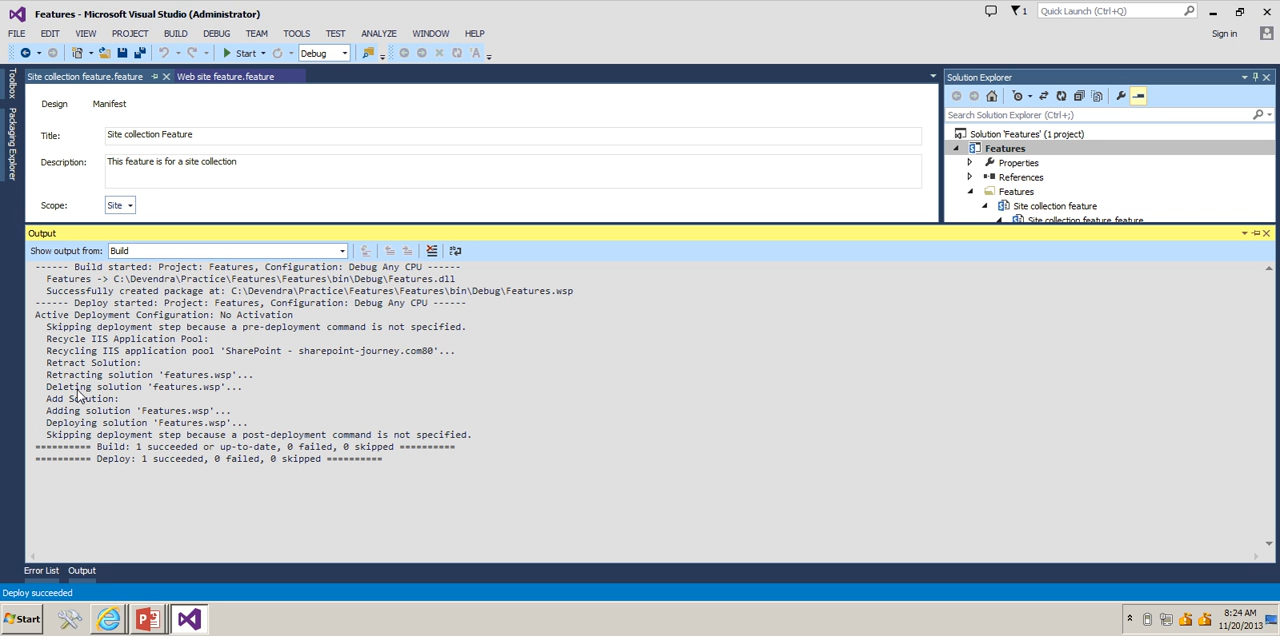 Features - Microsoft Visual Studio (Administrator)
1
Quick Launch (Ctrl+Q)
FILE EDIT VIEW PROJECT BUILD DEBUG TEAM TOOLS TEST ANALYZE WINDOW HELP
Sign in
Start
Debug
Toolbox
Packaging Explorer
Site collection feature.feature
Web site feature.feature
Design
Manifest
Title:
Site collection Feature
Description:
This feature is for a site collection
Scope:
Site
Solution Explorer
Search Solution Explorer (Ctrl+;)
Solution 'Features' (1 project)
Features
Properties
References
Features
Site collection feature
Site collection feature.feature
Output
Show output from:
Build
------ Build started: Project: Features, Configuration: Debug Any CPU ------
Features -> C:\Devendra\Practice\Features\Features\bin\Debug\Features.dll
Successfully created package at: C:\Devendra\Practice\Features\Features\bin\Debug\Features.wsp
------ Deploy started: Project: Features, Configuration: Debug Any CPU ------
Active Deployment Configuration: No Activation
Skipping deployment step because a pre-deployment command is not specified.
Recycle IIS Application Pool:
Recycling IIS application pool 'SharePoint - sharepoint-journey.com80'...
Retract Solution:
Retracting solution 'features.wsp'...
Deleting solution 'features.wsp'...
Add Solution:
Adding solution 'Features.wsp'...
Deploying solution 'Features.wsp'...
Skipping deployment step because a post-deployment command is not specified.
========== Build: 1 succeeded or up-to-date, 0 failed, 0 skipped ==========
========== Deploy: 1 succeeded, 0 failed, 0 skipped ==========
Error List
Output
Deploy succeeded
Start
8:24 AM
11/20/2013